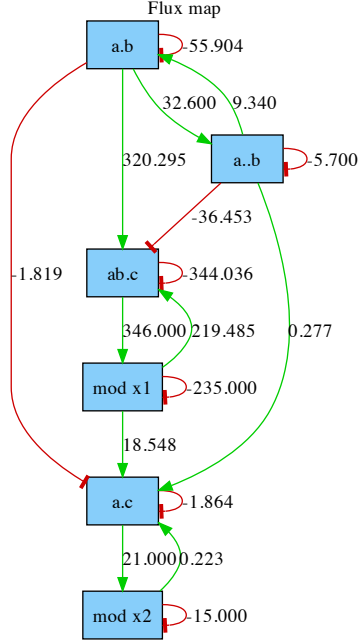 Flux map
a.b
-55.904
32.600
9.340
320.295
a..b
-5.700
-36.453
-1.819
ab.c
-344.036
346.000
219.485
0.277
mod x1
-235.000
18.548
a.c
-1.864
21.000
0.223
mod x2
-15.000